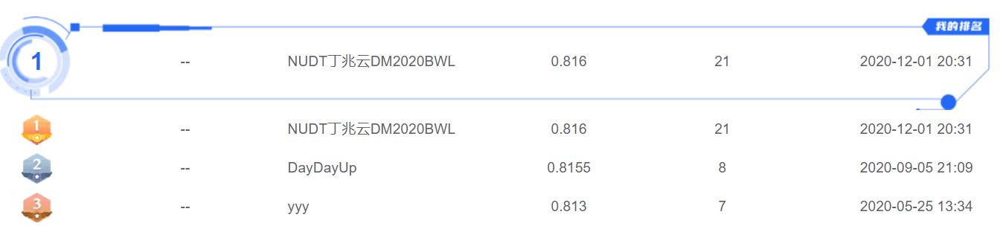 我的排名
1 -- NUDT丁兆云DM2020BWL 0.816 21 2020-12-01 20:31
1 -- NUDT丁兆云DM2020BWL 0.816 21 2020-12-01 20:31
2 -- DayDayUp 0.8155 8 2020-09-05 21:09
3 -- yyy 0.813 7 2020-05-25 13:34